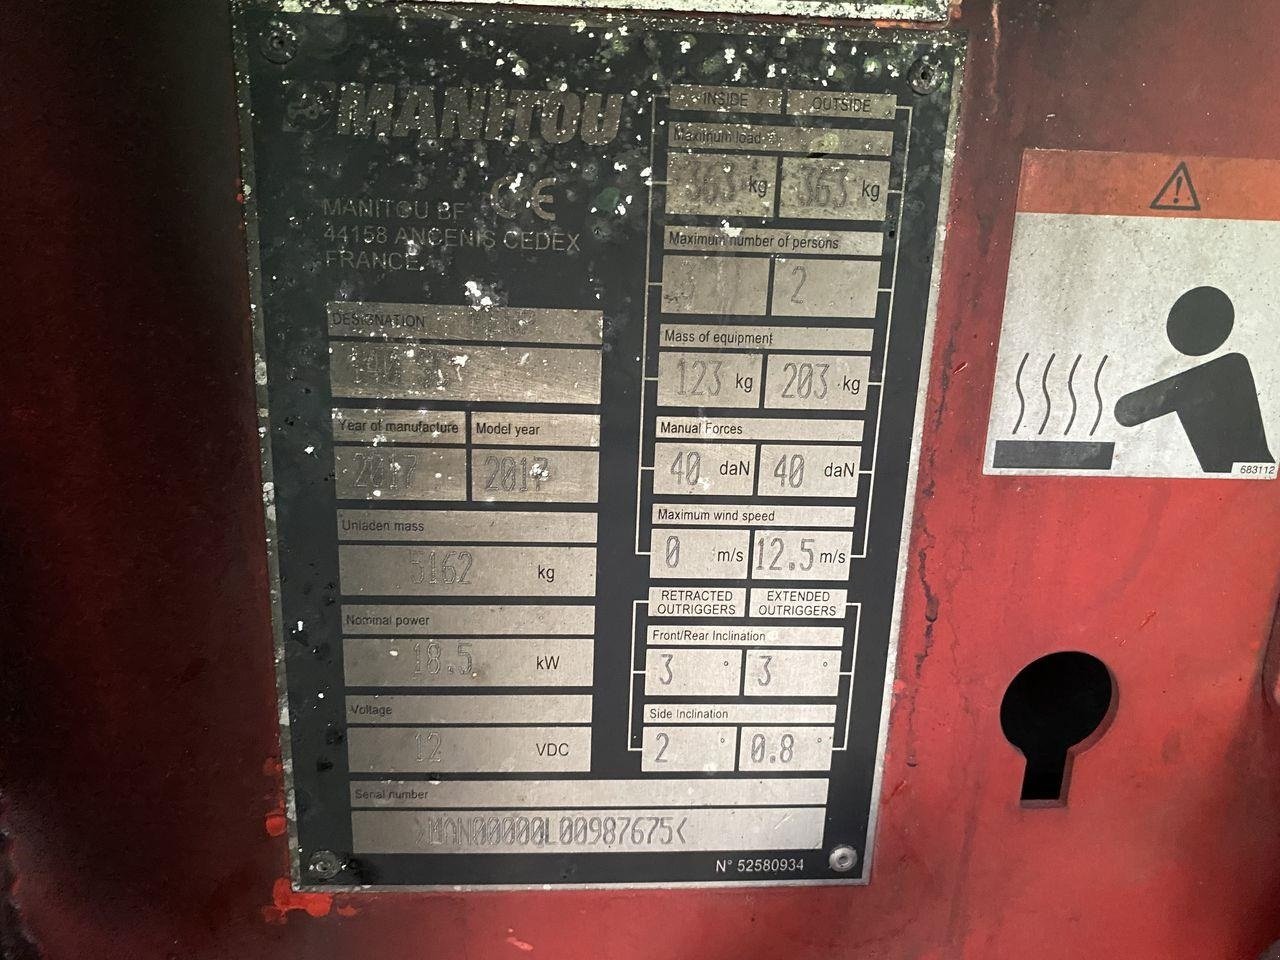 MANITOU
CE
MANITOU BF
44158 ANCENIS CEDEX
FRANCE
DESIGNATION
Year of manufacture
Model year
2017
2017
Unladen mass
5162 kg
Nominal power
18.5 kW
Voltage
12 VDC
Serial number
>MAN00000L00987675<
N° 52580934
INSIDE
OUTSIDE
Maximum load
363 kg
363 kg
Maximum number of persons
2
Mass of equipment
123 kg
203 kg
Manual Forces
40 daN
40 daN
Maximum wind speed
0 m/s
12.5 m/s
RETRACTED
OUTRIGGERS
EXTENDED
OUTRIGGERS
Front/Rear Inclination
3 °
3 °
Side Inclination
2 °
0.8 °
683112